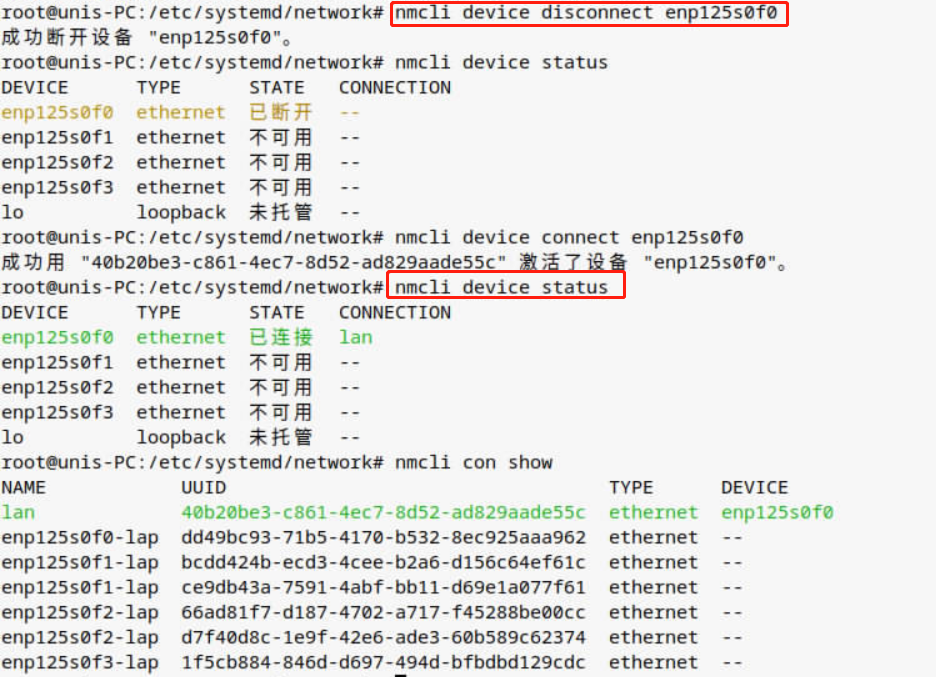 root@unis-PC:/etc/systemd/network# nmcli device disconnect enp125s0f0
成功断开设备 "enp125s0f0"。
root@unis-PC:/etc/systemd/network# nmcli device status
DEVICE TYPE STATE CONNECTION
enp125s0f0 ethernet 已断开 --
enp125s0f1 ethernet 不可用 --
enp125s0f2 ethernet 不可用 --
enp125s0f3 ethernet 不可用 --
lo loopback 未托管 --
root@unis-PC:/etc/systemd/network# nmcli device connect enp125s0f0
成功用 "40b20be3-c861-4ec7-8d52-ad829aade55c" 激活了设备 "enp125s0f0"。
root@unis-PC:/etc/systemd/network# nmcli device status
DEVICE TYPE STATE CONNECTION
enp125s0f0 ethernet 已连接 lan
enp125s0f1 ethernet 不可用 --
enp125s0f2 ethernet 不可用 --
enp125s0f3 ethernet 不可用 --
lo loopback 未托管 --
root@unis-PC:/etc/systemd/network# nmcli con show
NAME UUID TYPE DEVICE
lan 40b20be3-c861-4ec7-8d52-ad829aade55c ethernet enp125s0f0
enp125s0f0-lap dd49bc93-71b5-4170-b532-8ec925aaa962 ethernet --
enp125s0f1-lap bcdd424b-ecd3-4cee-b2a6-d156c64ef61c ethernet --
enp125s0f1-lap ce9db43a-7591-4abf-bb11-d69e1a077f61 ethernet --
enp125s0f2-lap 66ad81f7-d187-4702-a717-f45288be00cc ethernet --
enp125s0f2-lap d7f40d8c-1e9f-42e6-ade3-60b589c62374 ethernet --
enp125s0f3-lap 1f5cb884-846d-d697-494d-bfbdbd129cdc ethernet --